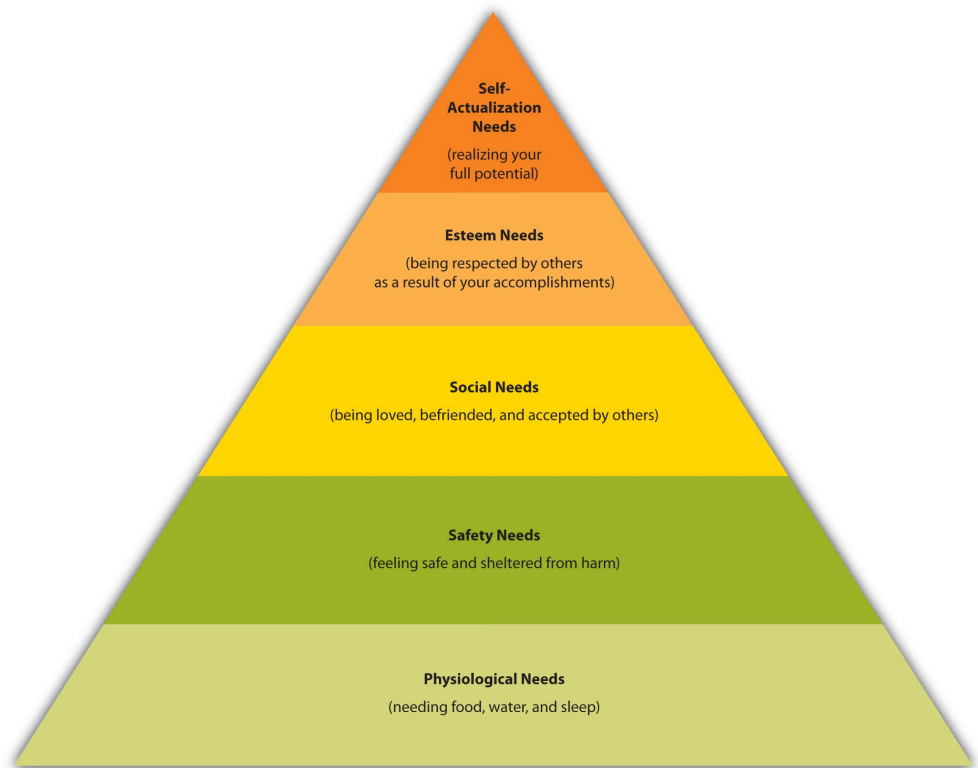 Self-
Actualization
Needs
(realizing your
full potential)
Esteem Needs
(being respected by others
as a result of your accomplishments)
Social Needs
(being loved, befriended, and accepted by others)
Safety Needs
(feeling safe and sheltered from harm)
Physiological Needs
(needing food, water, and sleep)